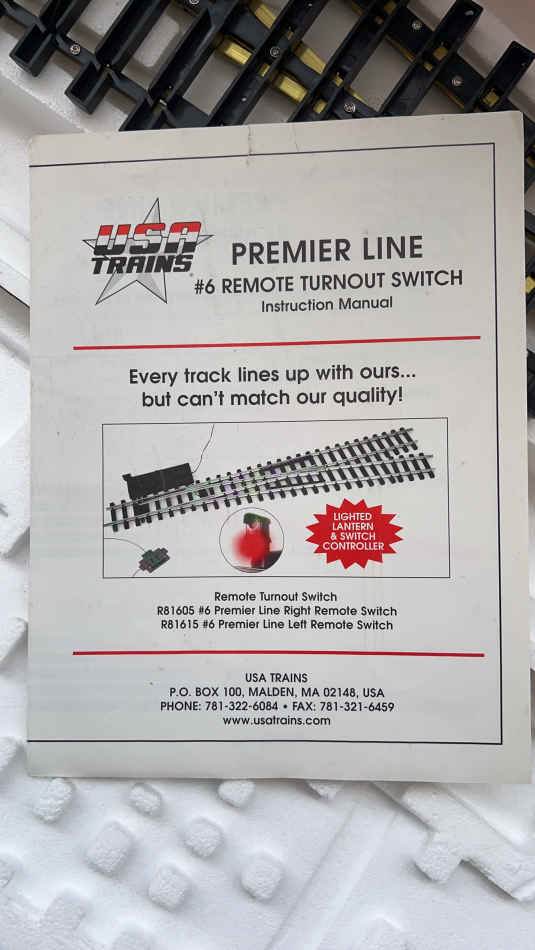 USA
TRAINS®
PREMIER LINE
#6 REMOTE TURNOUT SWITCH
Instruction Manual
Every track lines up with ours...
but can't match our quality!
LIGHTED
LANTERN
& SWITCH
CONTROLLER
Remote Turnout Switch
R81605 #6 Premier Line Right Remote Switch
R81615 #6 Premier Line Left Remote Switch
USA TRAINS
P.O. BOX 100, MALDEN, MA 02148, USA
PHONE: 781-322-6084 • FAX: 781-321-6459
www.usatrains.com